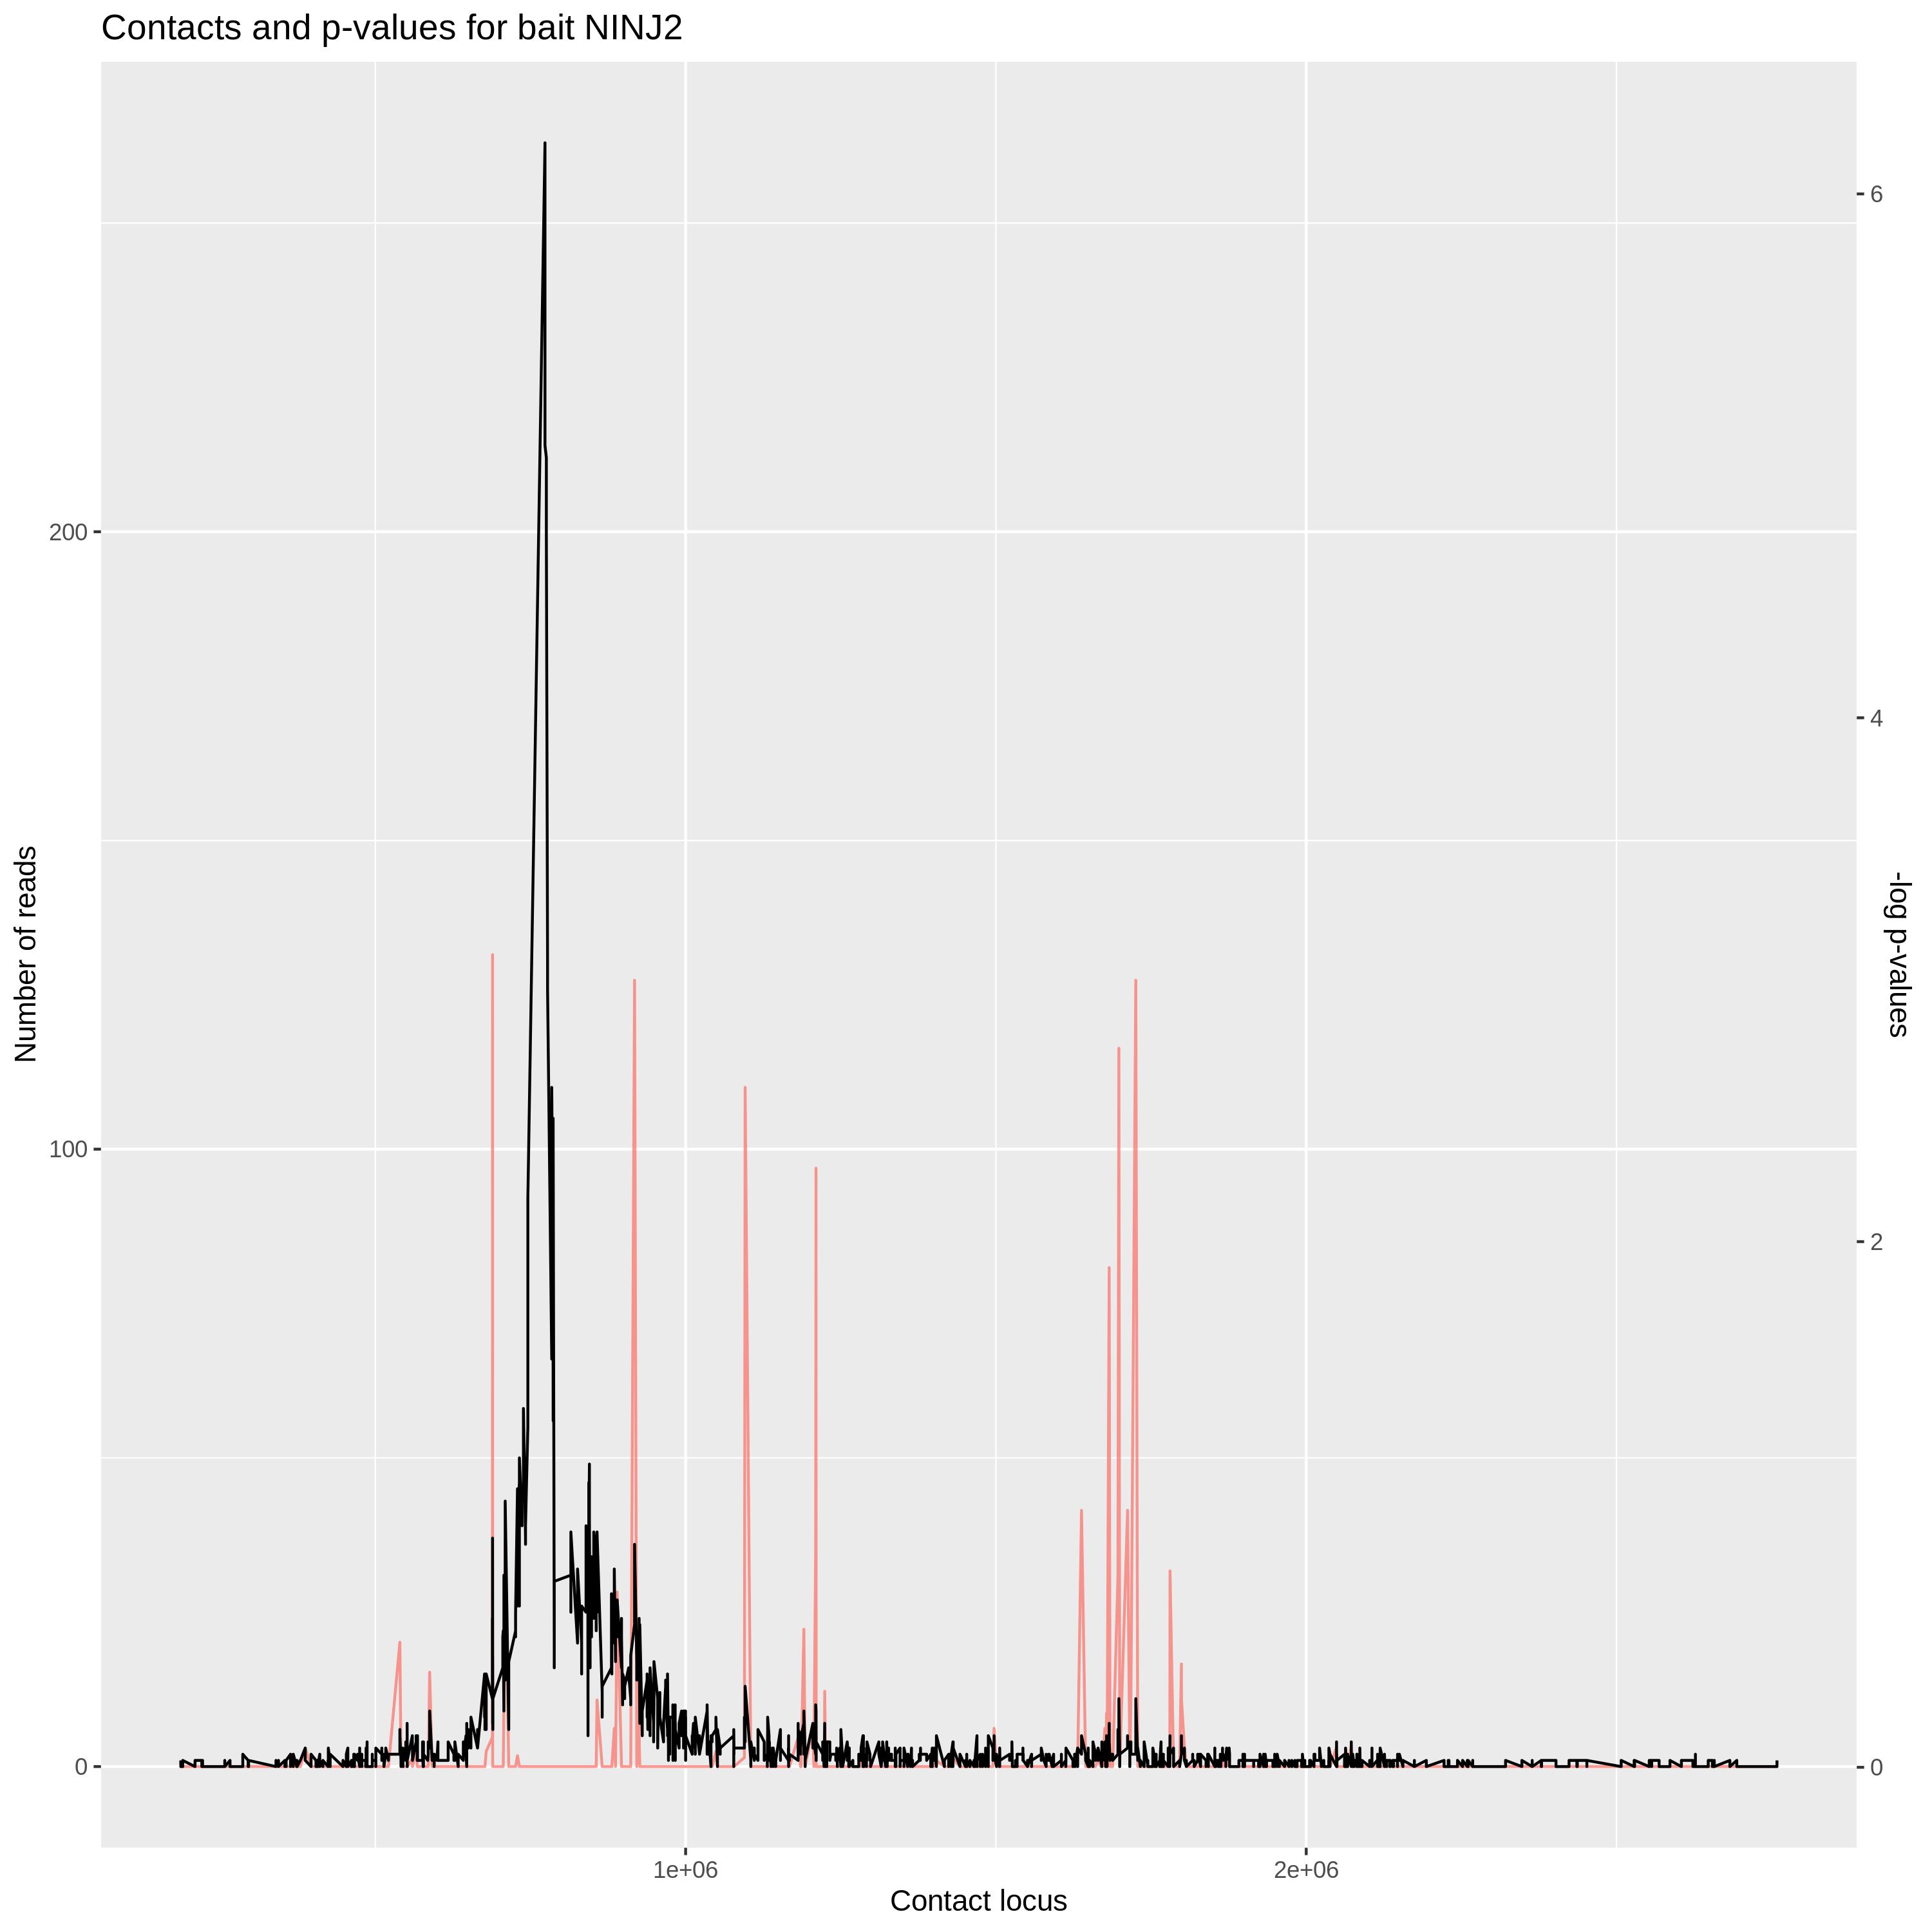 Contacts and p-values for bait NINJ2
6
200
4
Number of reads
-log p-values
100
2
0
0
1e+06
2e+06
Contact locus